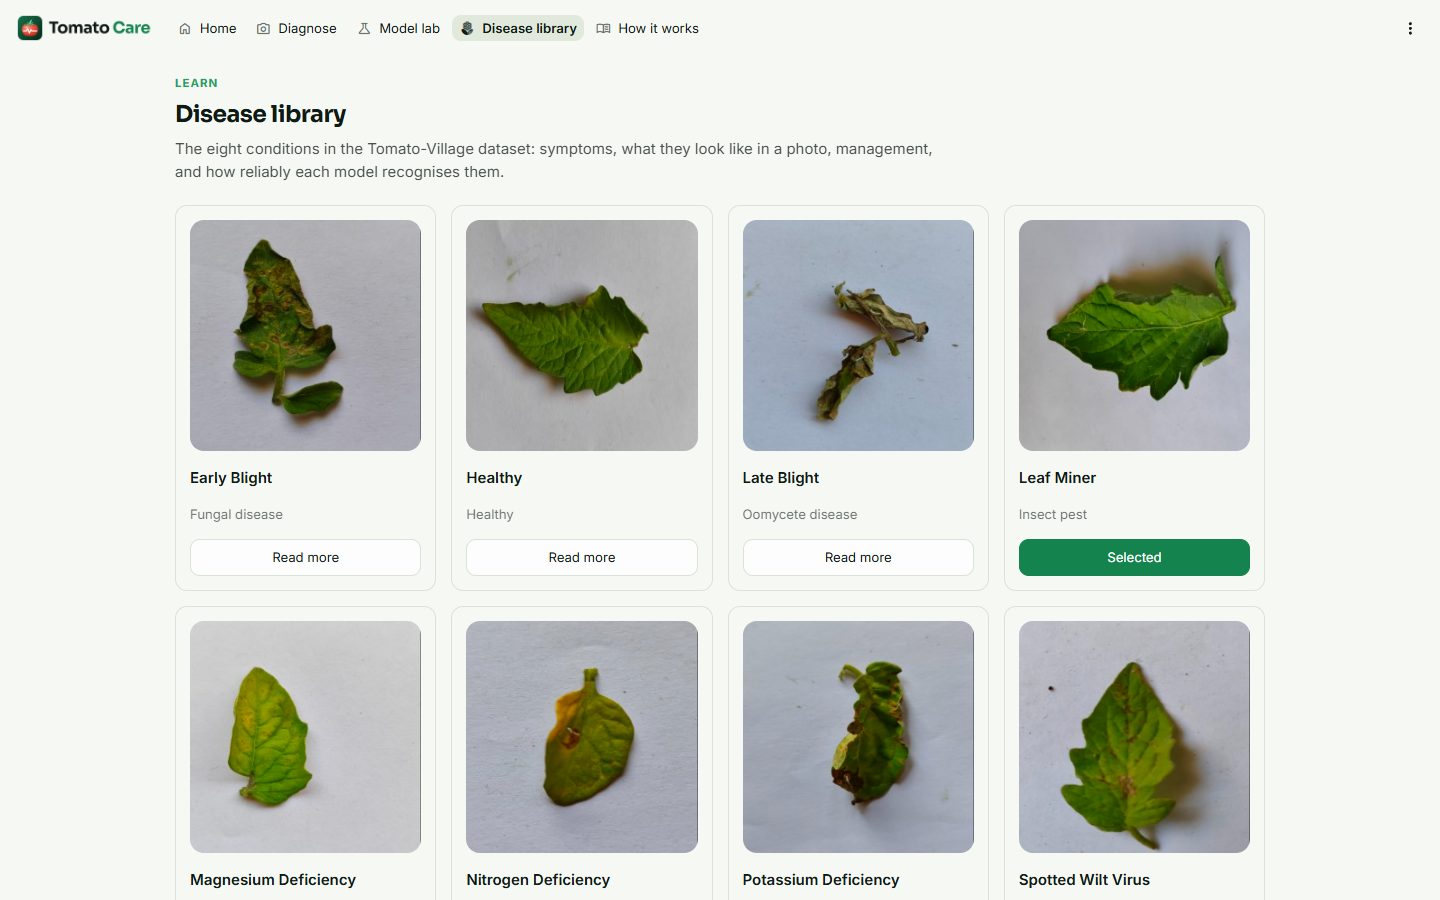 Tomato Care
Home
Diagnose
Model lab
Disease library
How it works
LEARN
Disease library
The eight conditions in the Tomato-Village dataset: symptoms, what they look like in a photo, management,
and how reliably each model recognises them.
Early Blight
Healthy
Late Blight
Leaf Miner
Fungal disease
Healthy
Oomycete disease
Insect pest
Read more
Read more
Read more
Selected
Magnesium Deficiency
Nitrogen Deficiency
Potassium Deficiency
Spotted Wilt Virus